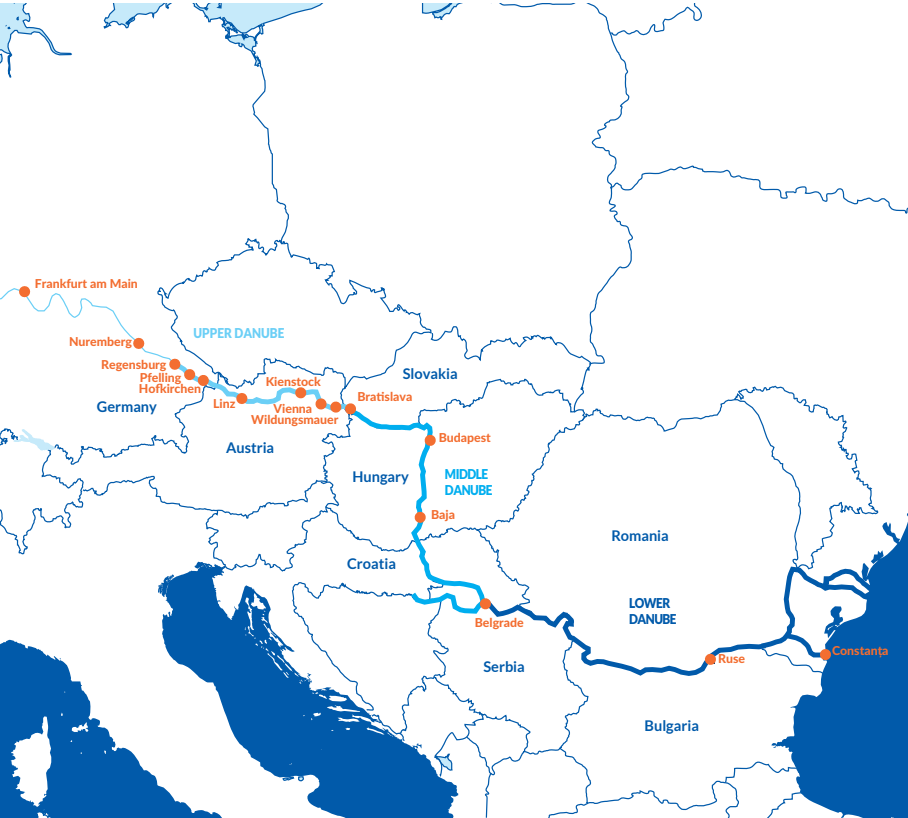 Frankfurt am Main
UPPER DANUBE
Nuremberg
Regensburg
Pfelling
Hofkirchen
Germany
Linz
Kienstock
Vienna
Wildungsmauer
Bratislava
Slovakia
Austria
Budapest
Hungary
MIDDLE
DANUBE
Baja
Croatia
Romania
LOWER
DANUBE
Belgrade
Serbia
Ruse
Constanța
Bulgaria